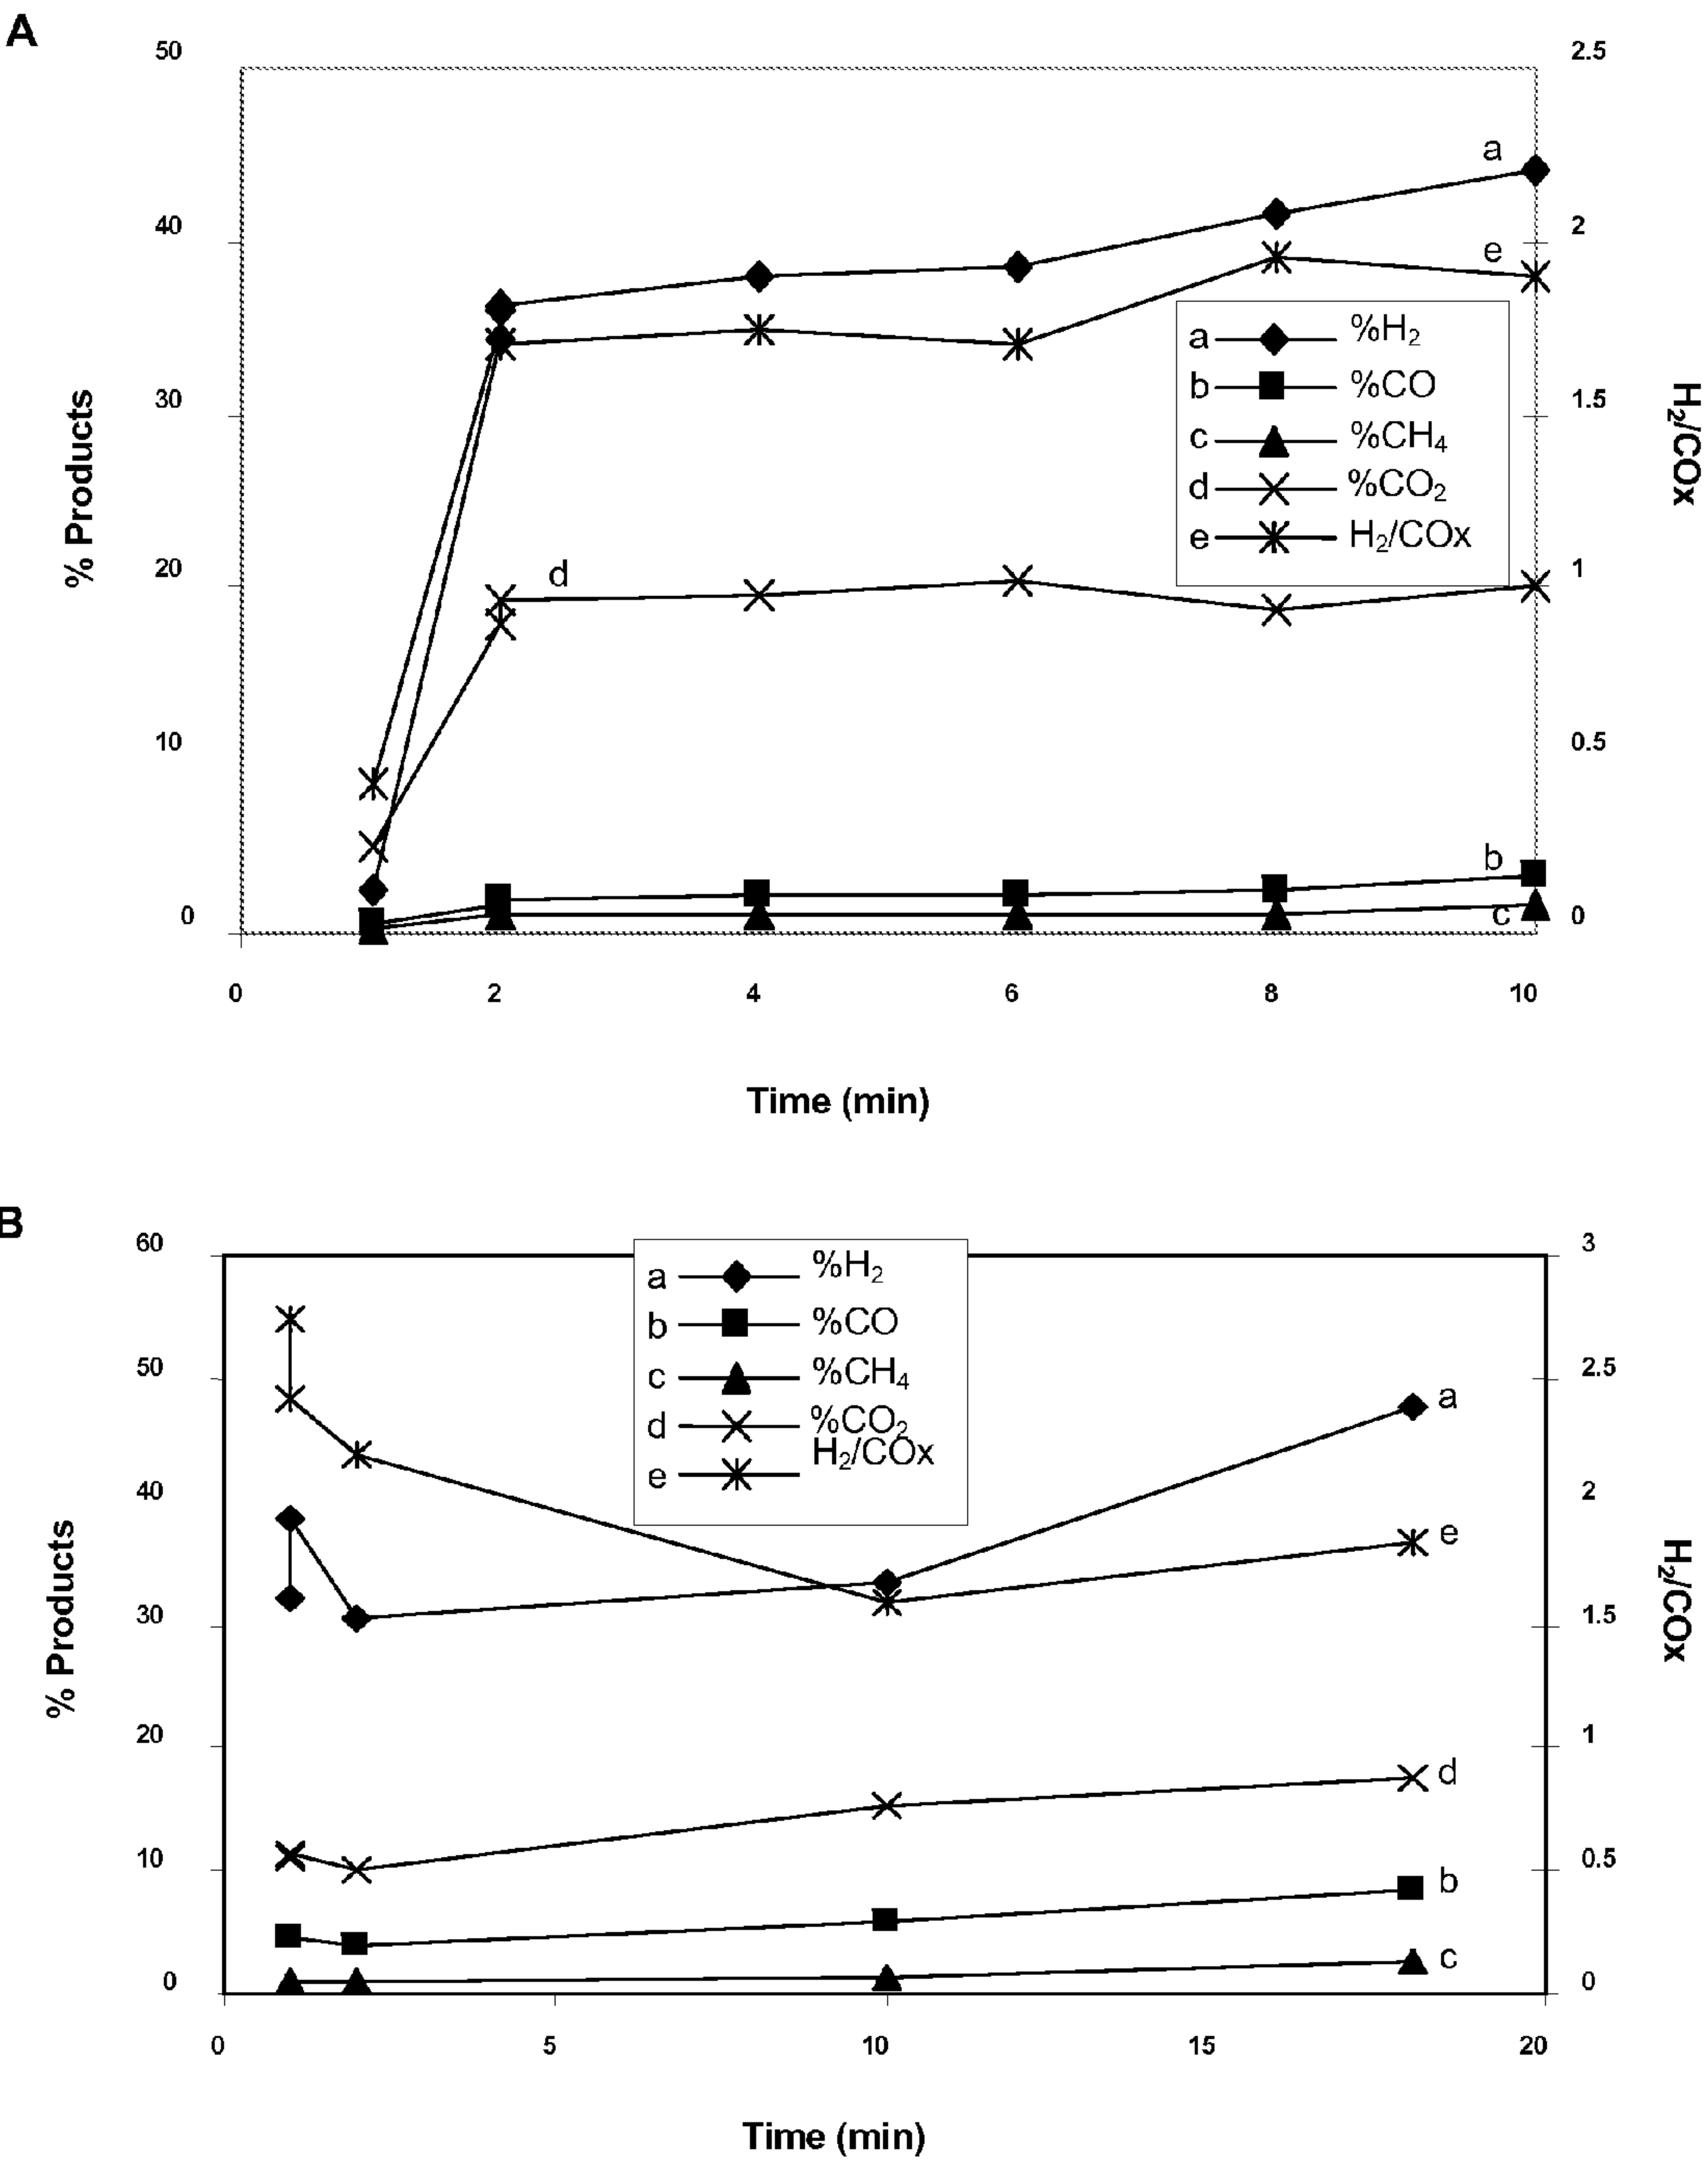 A
50 2.5
a
40 2
e
a %H₂
b %CO
c %CH₄
d %CO₂
e H₂/COx
30 1.5
% Products
H₂/COx
20 1
d
10 0.5
b
c
0 0
0 2 4 6 8 10
Time (min)
B
60 3
a %H₂
b %CO
c %CH₄
d %CO₂
e H₂/COx
50 2.5
a
40 2
e
% Products
H₂/COx
30 1.5
20 1
d
10 0.5
b
c
0 0
0 5 10 15 20
Time (min)